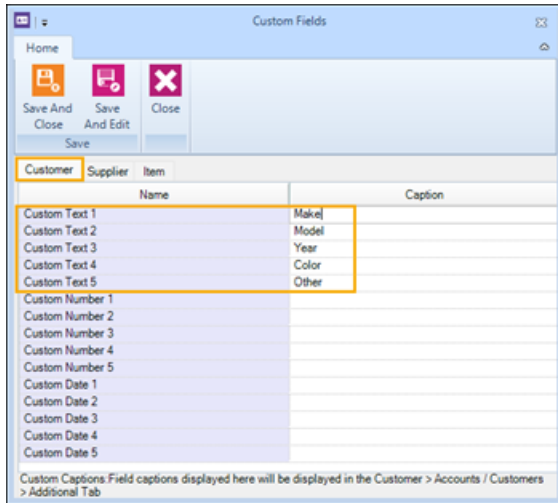 Custom Fields
Home
Save And Close
Save And Edit
Close
Save
Customer Supplier Item
Name Caption
Custom Text 1 Make
Custom Text 2 Model
Custom Text 3 Year
Custom Text 4 Color
Custom Text 5 Other
Custom Number 1
Custom Number 2
Custom Number 3
Custom Number 4
Custom Number 5
Custom Date 1
Custom Date 2
Custom Date 3
Custom Date 4
Custom Date 5
Custom Captions:Field captions displayed here will be displayed in the Customer > Accounts / Customers
> Additional Tab